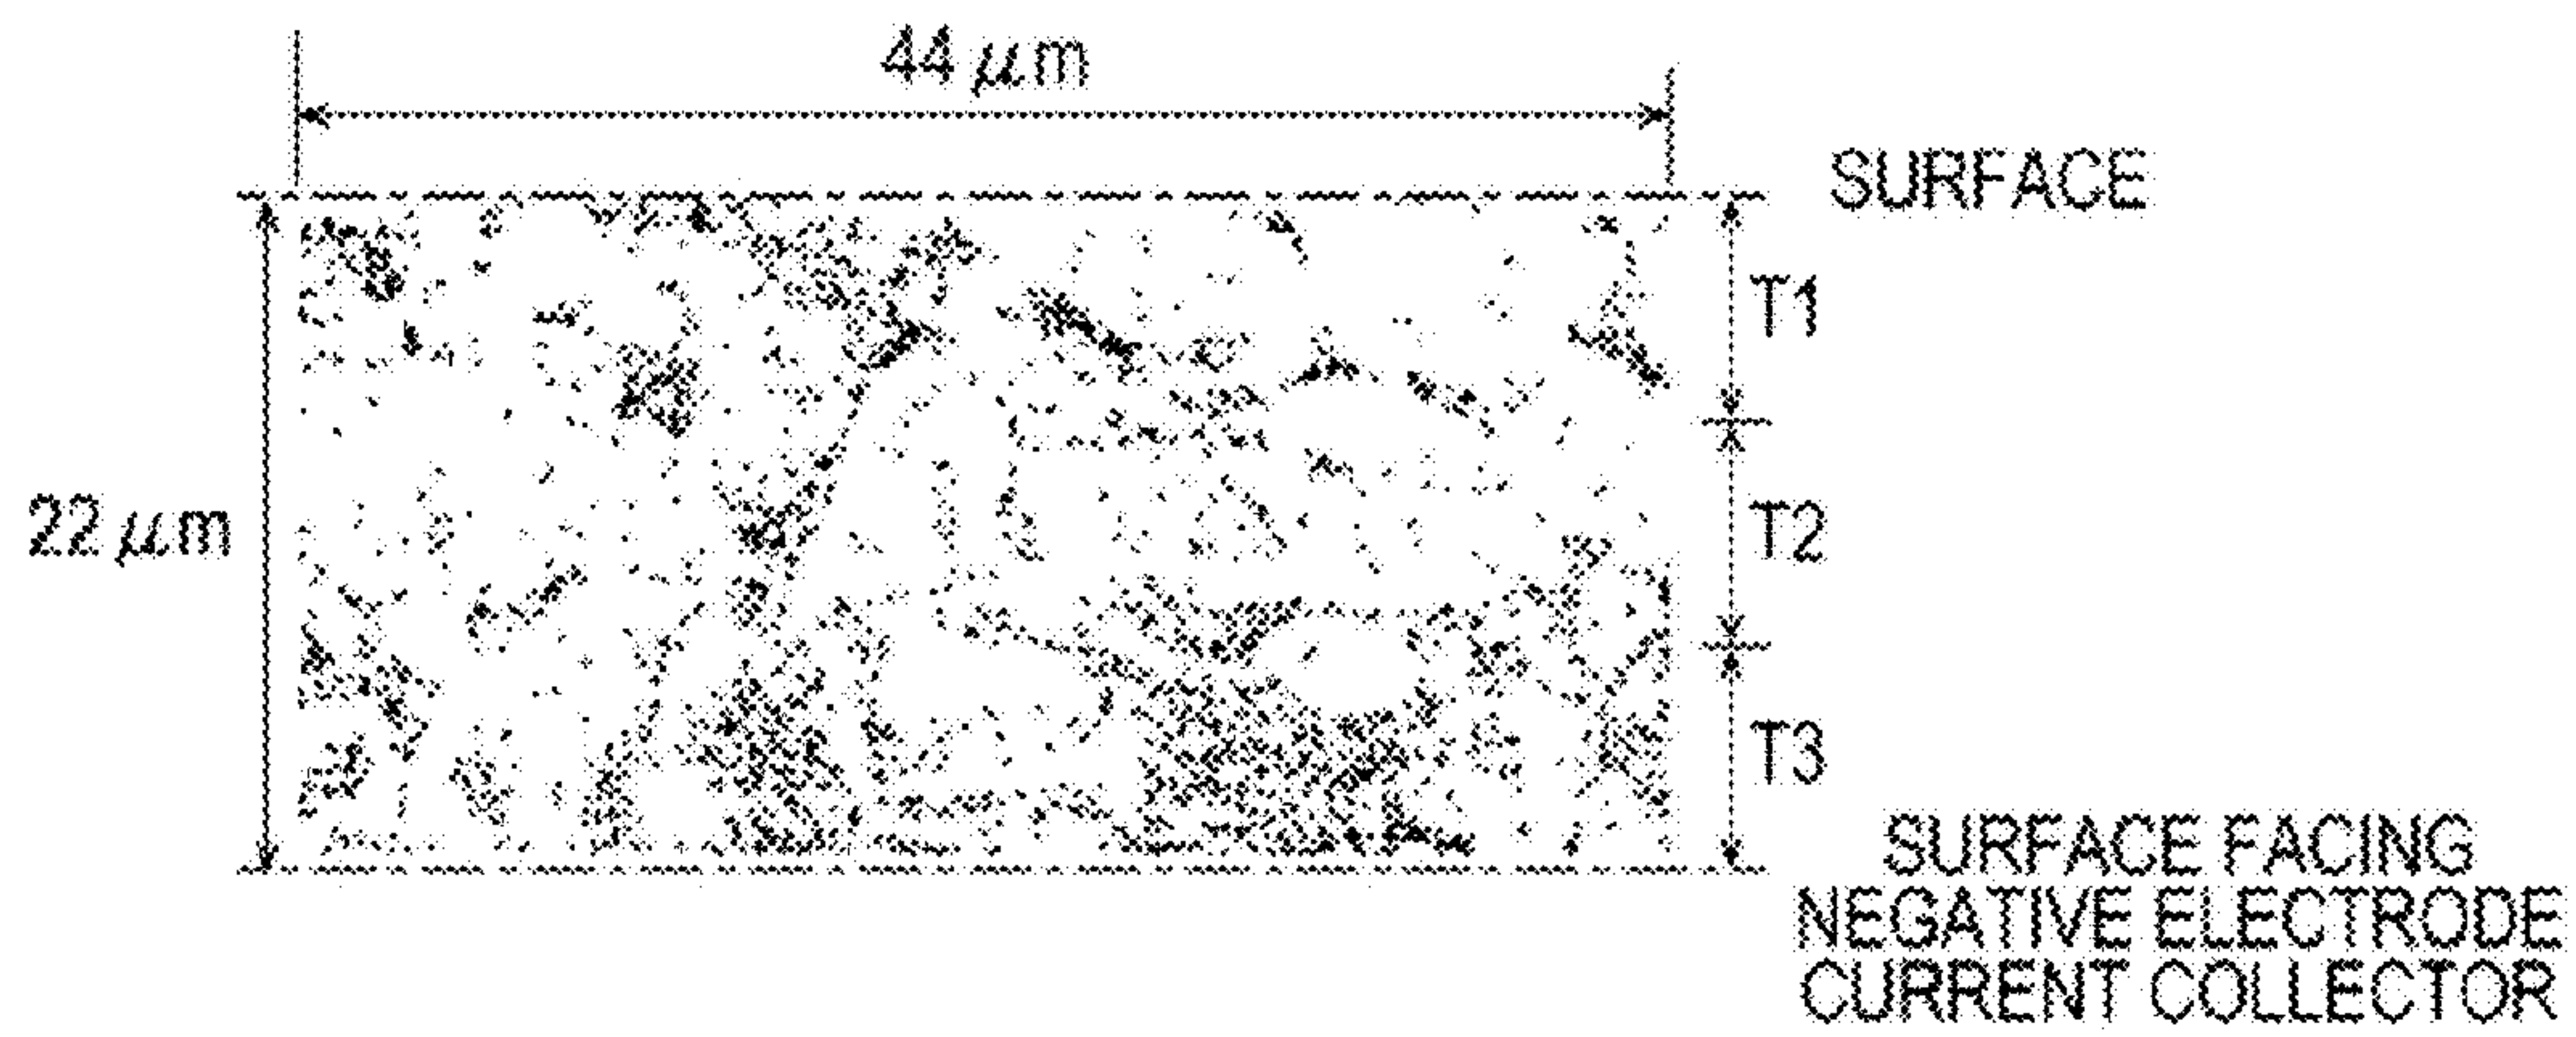 44 μm
SURFACE
T1
22 μm
T2
T3
SURFACE FACING
NEGATIVE ELECTRODE
CURRENT COLLECTOR